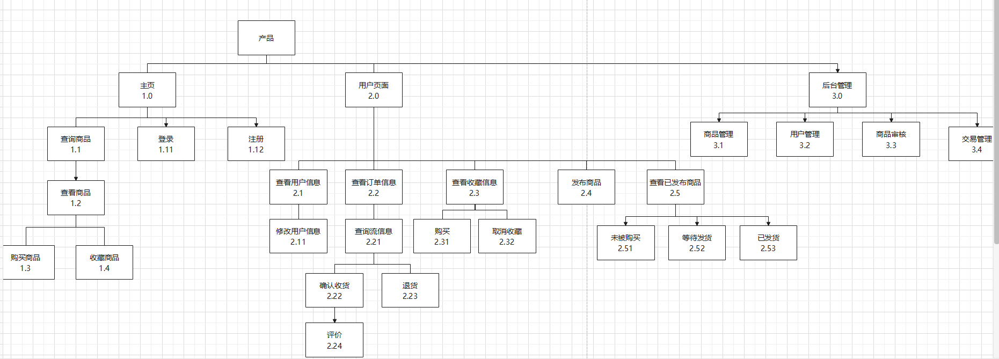 产品
主页
1.0
用户页面
2.0
后台管理
3.0
查询商品
1.1
登录
1.11
注册
1.12
商品管理
3.1
用户管理
3.2
商品审核
3.3
交易管理
3.4
查看商品
1.2
查看用户信息
2.1
查看订单信息
2.2
查看收藏信息
2.3
发布商品
2.4
查看已发布商品
2.5
购买商品
1.3
收藏商品
1.4
修改用户信息
2.11
查询流信息
2.21
购买
2.31
取消收藏
2.32
未被购买
2.51
等待发货
2.52
已发货
2.53
确认收货
2.22
退货
2.23
评价
2.24